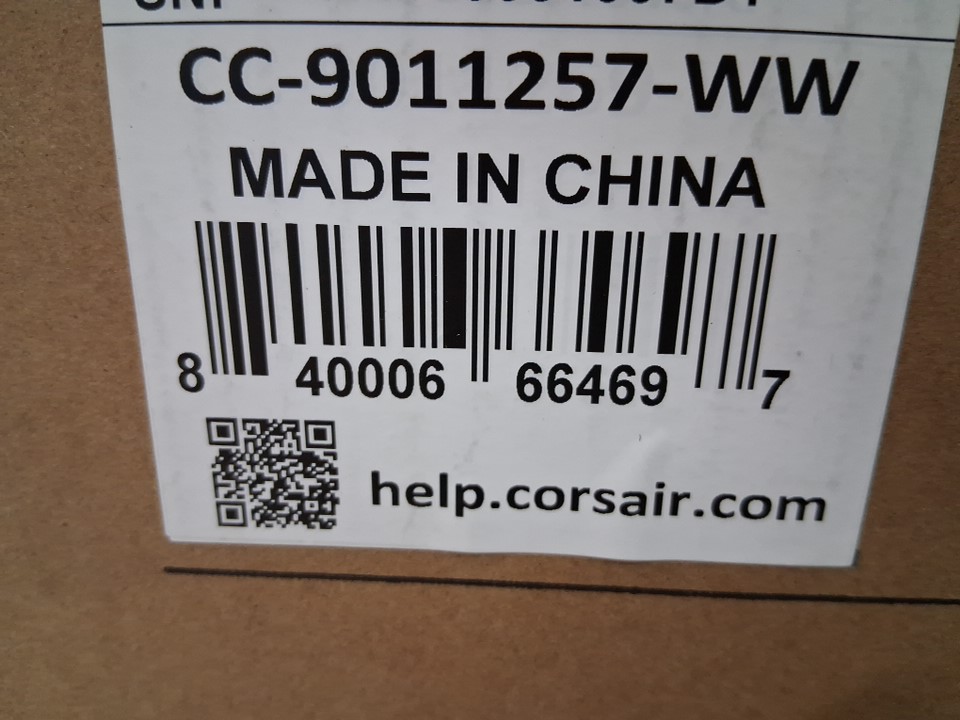 CC-9011257-WW
MADE IN CHINA
8 40006 66469 7
help.corsair.com